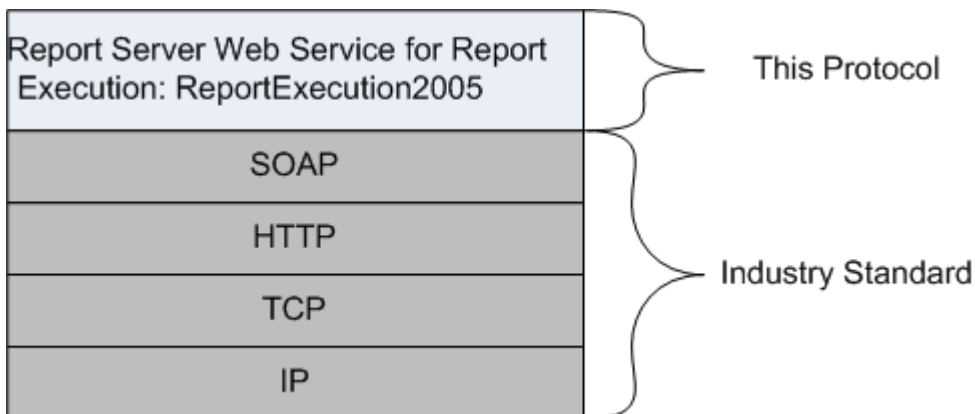 Report Server Web Service for Report
Execution: ReportExecution2005
This Protocol
SOAP
HTTP
TCP
IP
Industry Standard